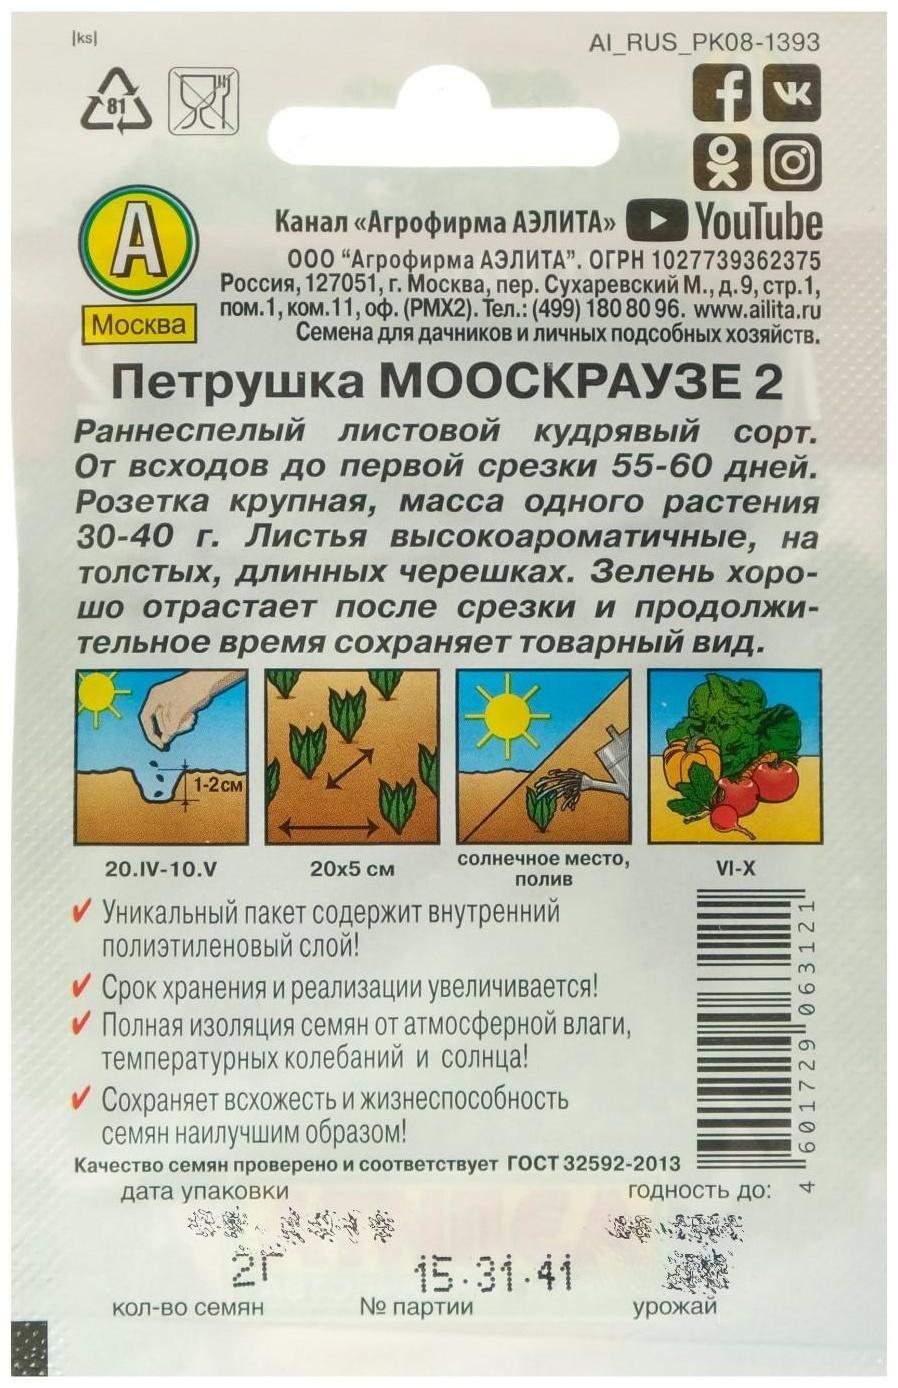 |ks|
AI_RUS_PK08-1393
81
А
Москва
Канал «Агрофирма АЭЛИТА» YouTube
ООО “Агрофирма АЭЛИТА”. ОГРН 1027739362375
Россия, 127051, г. Москва, пер. Сухаревский М., д.9, стр.1,
пом.1, ком.11, оф. (РМХ2). Тел.: (499) 180 80 96. www.ailita.ru
Семена для дачников и личных подсобных хозяйств.
Петрушка МООСКРАУЗЕ 2
Раннеспелый листовой кудрявый сорт.
От всходов до первой срезки 55-60 дней.
Розетка крупная, масса одного растения
30-40 г. Листья высокоароматичные, на
толстых, длинных черешках. Зелень хоро-
шо отрастает после срезки и продолжи-
тельное время сохраняет товарный вид.
1-2 см
20.IV-10.V
20х5 см
солнечное место,
полив
VI-X
✓ Уникальный пакет содержит внутренний
полиэтиленовый слой!
✓ Срок хранения и реализации увеличивается!
✓ Полная изоляция семян от атмосферной влаги,
температурных колебаний и солнца!
✓ Сохраняет всхожесть и жизнеспособность
семян наилучшим образом!
4 601729 063121
Качество семян проверено и соответствует ГОСТ 32592-2013
дата упаковки
годность до:
2г
15.31.41
кол-во семян
№ партии
урожай